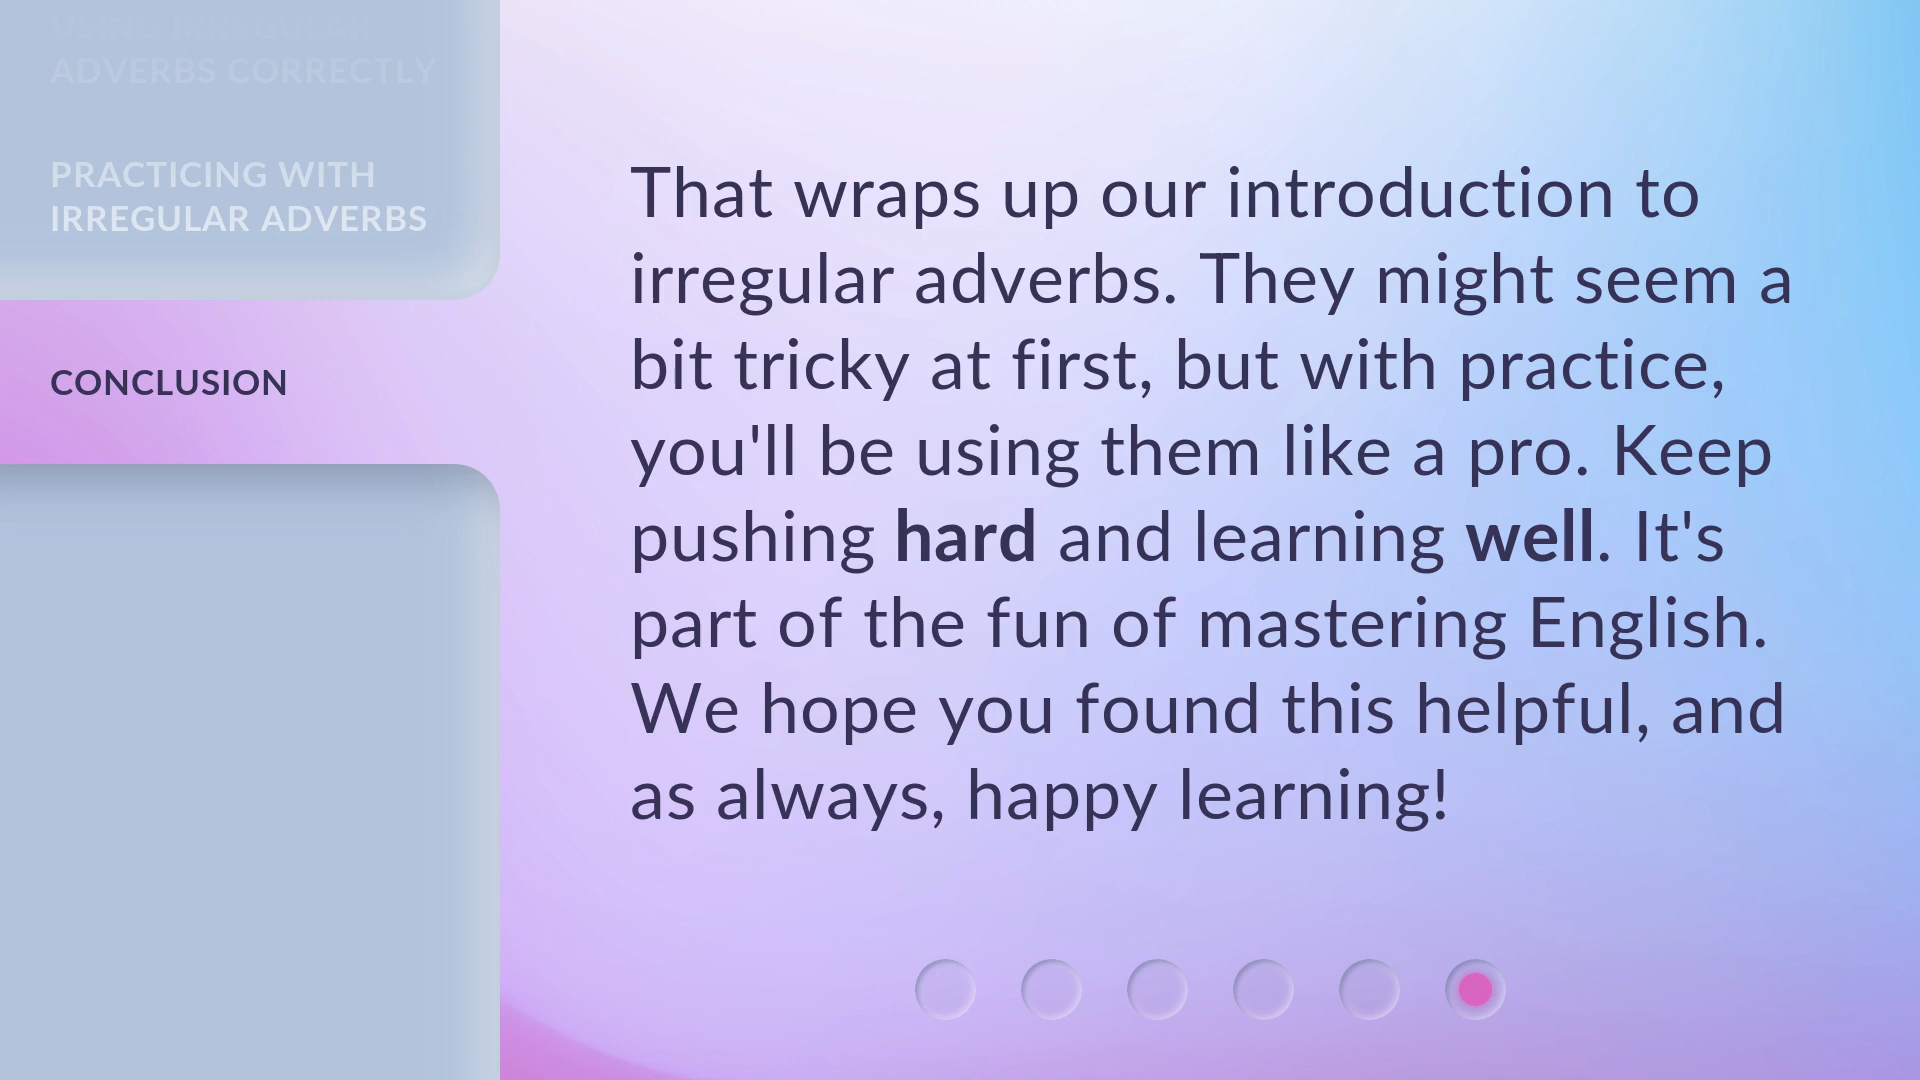 USING IRREGULAR
ADVERBS CORRECTLY
PRACTICING WITH
IRREGULAR ADVERBS
CONCLUSION
That wraps up our introduction to
irregular adverbs. They might seem a
bit tricky at first, but with practice,
you'll be using them like a pro. Keep
pushing hard and learning well. It's
part of the fun of mastering English.
We hope you found this helpful, and
as always, happy learning!